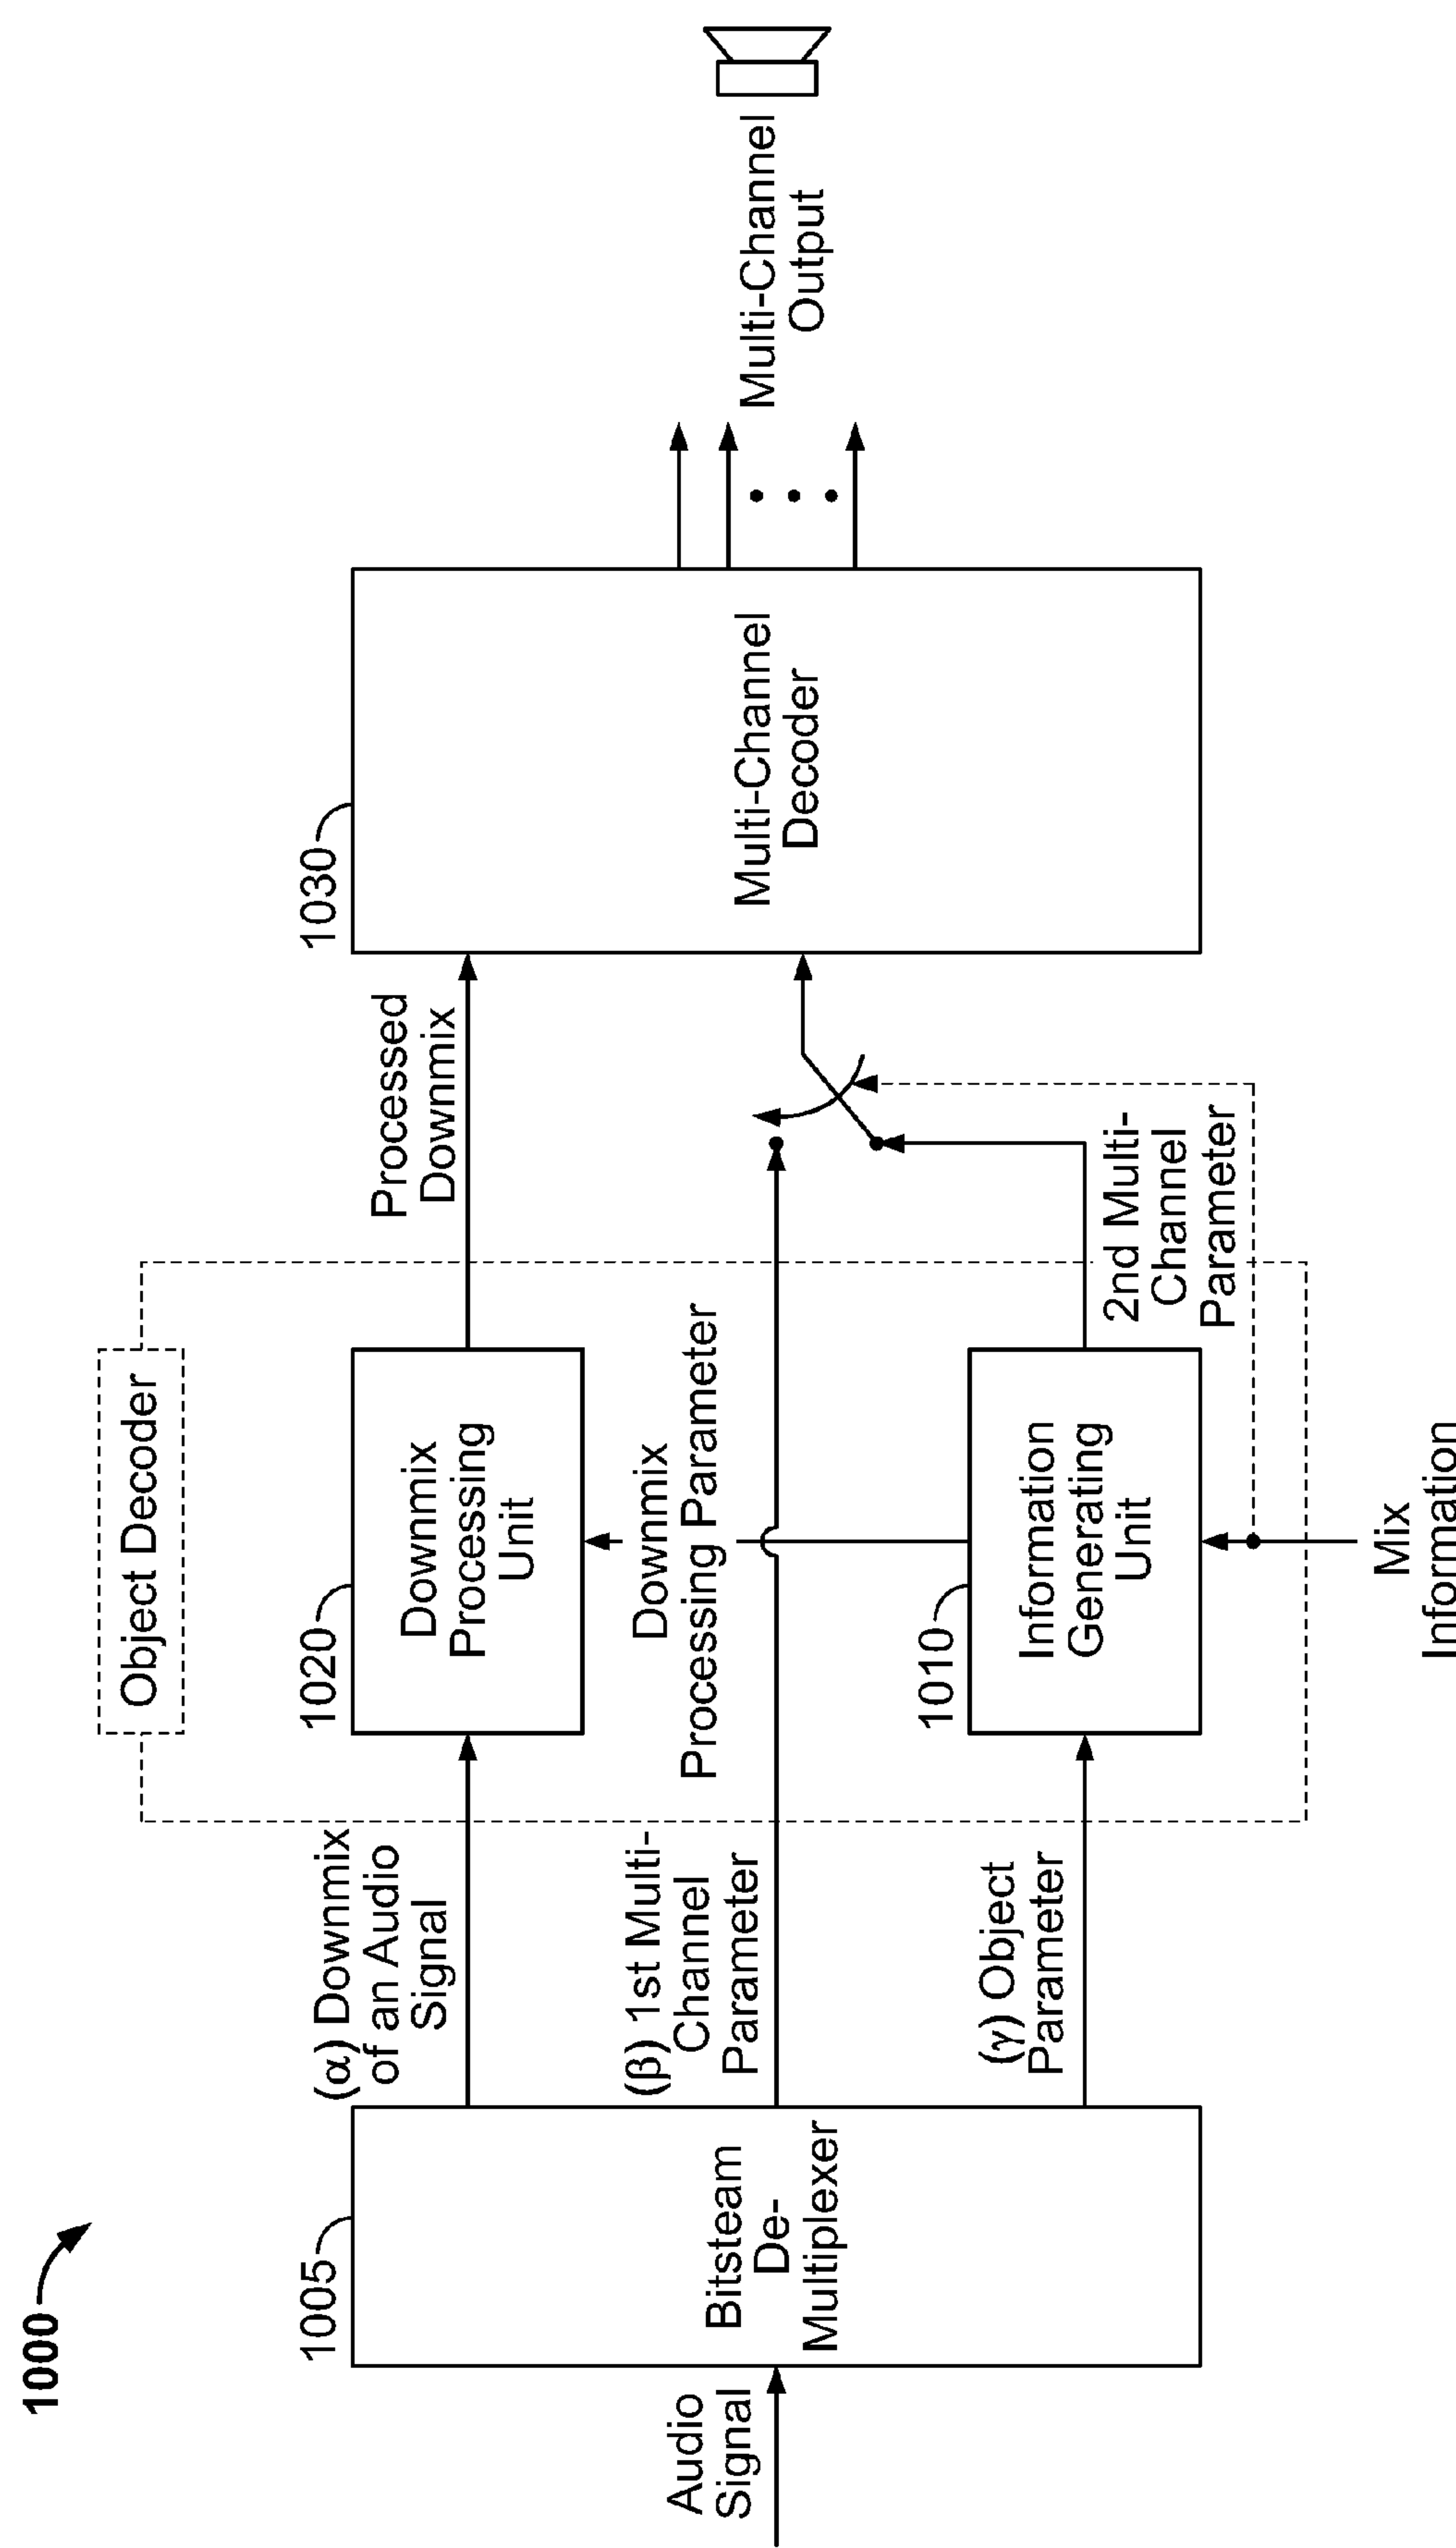 1000
Object Decoder
1005
1020
1030
(α) Downmix
of an Audio
Signal
Downmix
Processing
Unit
Processed
Downmix
Audio
Signal
Bitsteam
De-
Multiplexer
(β) 1st Multi-
Channel
Parameter
Downmix
Processing Parameter
Multi-Channel
Decoder
Multi-Channel
Output
1010
(γ) Object
Parameter
Information
Generating
Unit
2nd Multi-
Channel
Parameter
Mix
Information